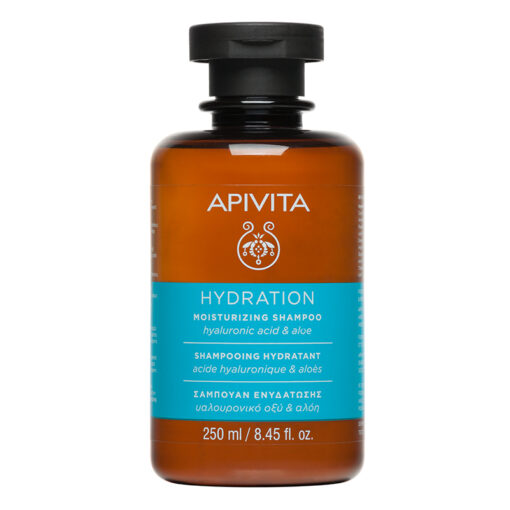 APIVITA
HYDRATION
MOISTURIZING SHAMPOO
hyaluronic acid & aloe
SHAMPOOING HYDRATANT
acide hyaluronique & aloès
ΣΑΜΠΟΥΑΝ ΕΝΥΔΑΤΩΣΗΣ
υαλουρονικό οξύ & αλόη
250 ml / 8.45 fl. oz.